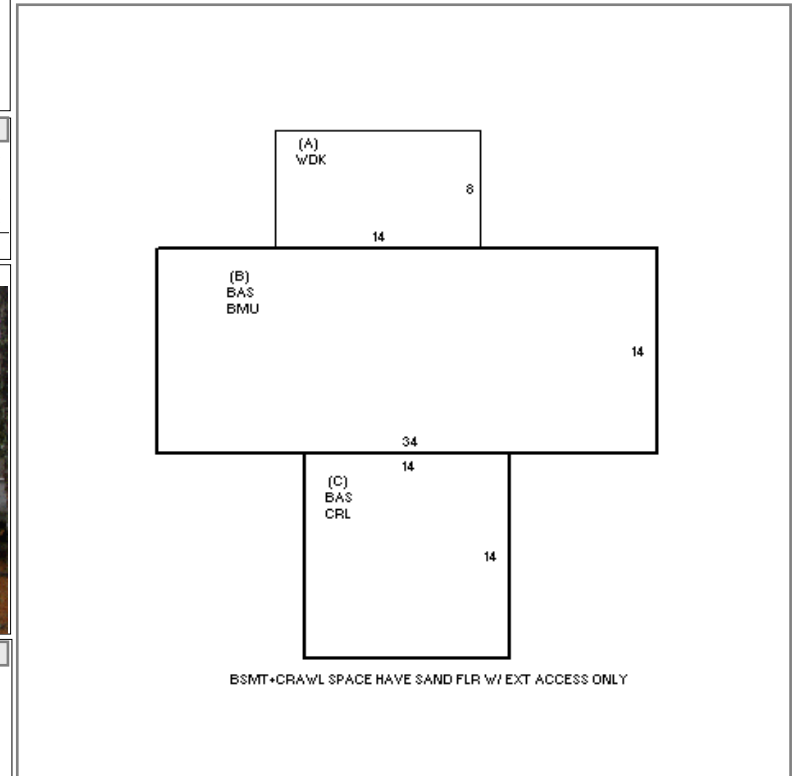 (A)
WDK
8
14
(B)
BAS
BMU
14
34
14
(C)
BAS
CRL
14
BSMT+CRAWL SPACE HAVE SAND FLR W/ EXT ACCESS ONLY